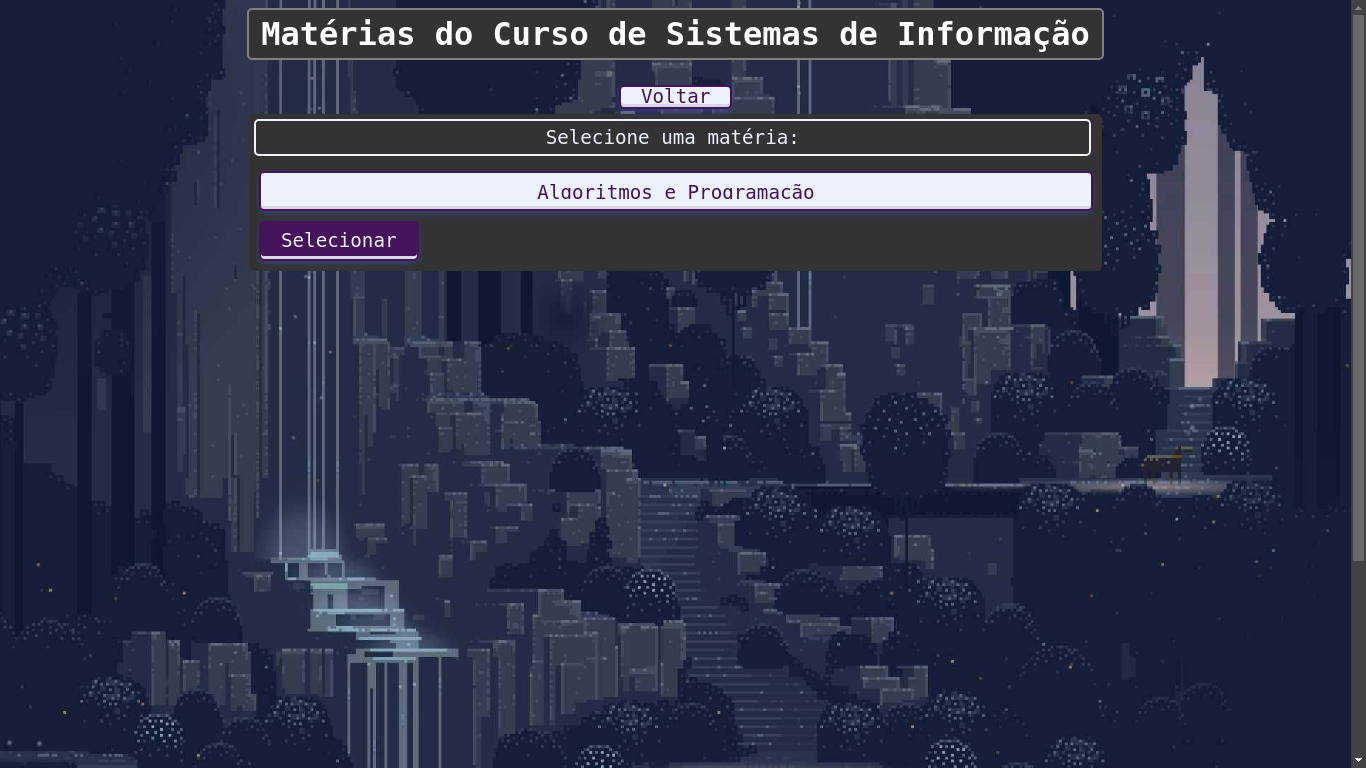 Matérias do Curso de Sistemas de Informação
Voltar
Selecione uma matéria:
Algoritmos e Programação
Selecionar